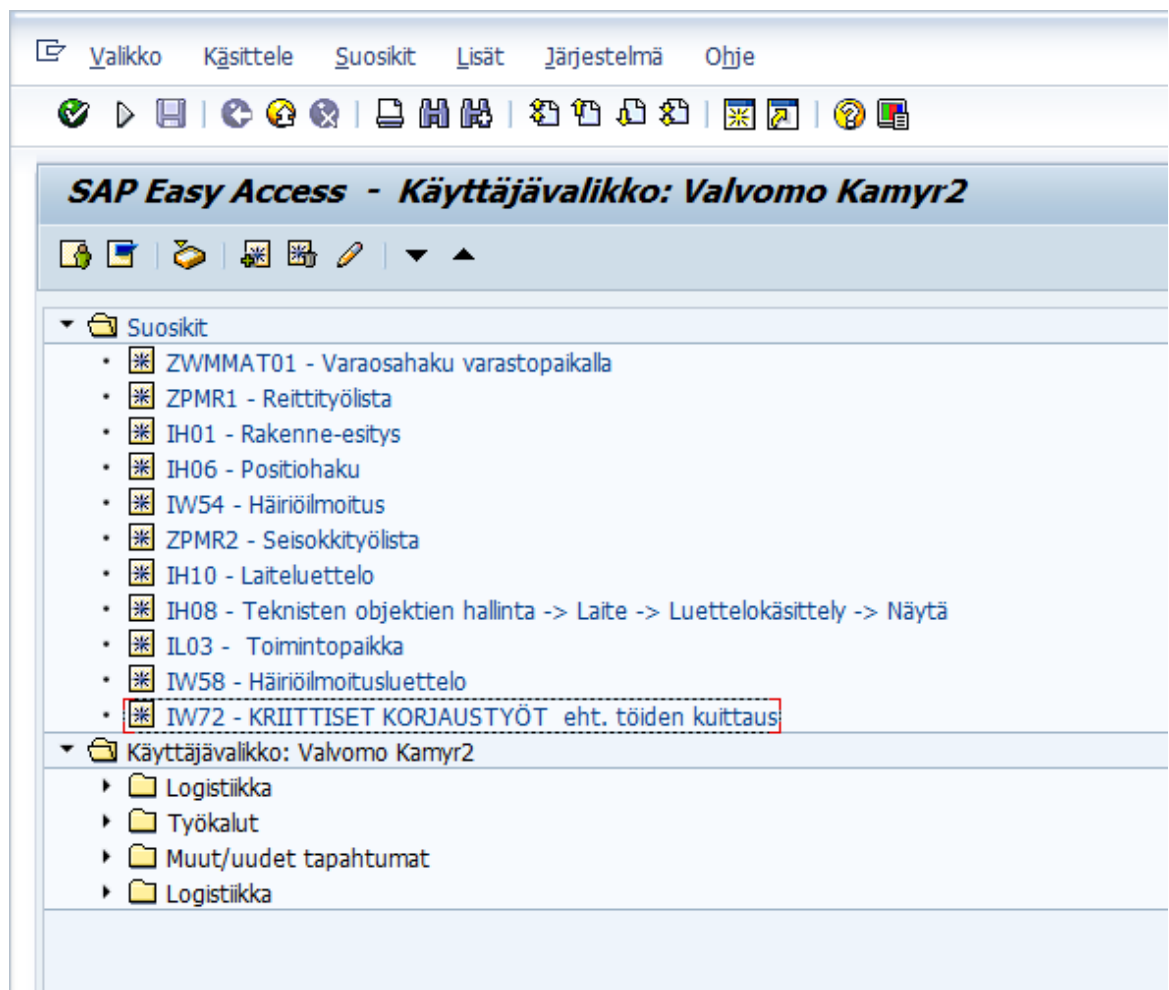 Valikko Käsittele Suosikit Lisät Järjestelmä Ohje
SAP Easy Access - Käyttäjävalikko: Valvomo Kamyr2
Suosikit
ZWMMAT01 - Varaosahaku varastopaikalla
ZPMR1 - Reittityölista
IH01 - Rakenne-esitys
IH06 - Positiohaku
IW54 - Häiriöilmoitus
ZPMR2 - Seisokkityölista
IH10 - Laiteluettelo
IH08 - Teknisten objektien hallinta -> Laite -> Luettelokäsittely -> Näytä
IL03 - Toimintopaikka
IW58 - Häiriöilmoitusluettelo
IW72 - KRIITTISET KORJAUSTYÖT eht. töiden kuittaus
Käyttäjävalikko: Valvomo Kamyr2
Logistiikka
Työkalut
Muut/uudet tapahtumat
Logistiikka